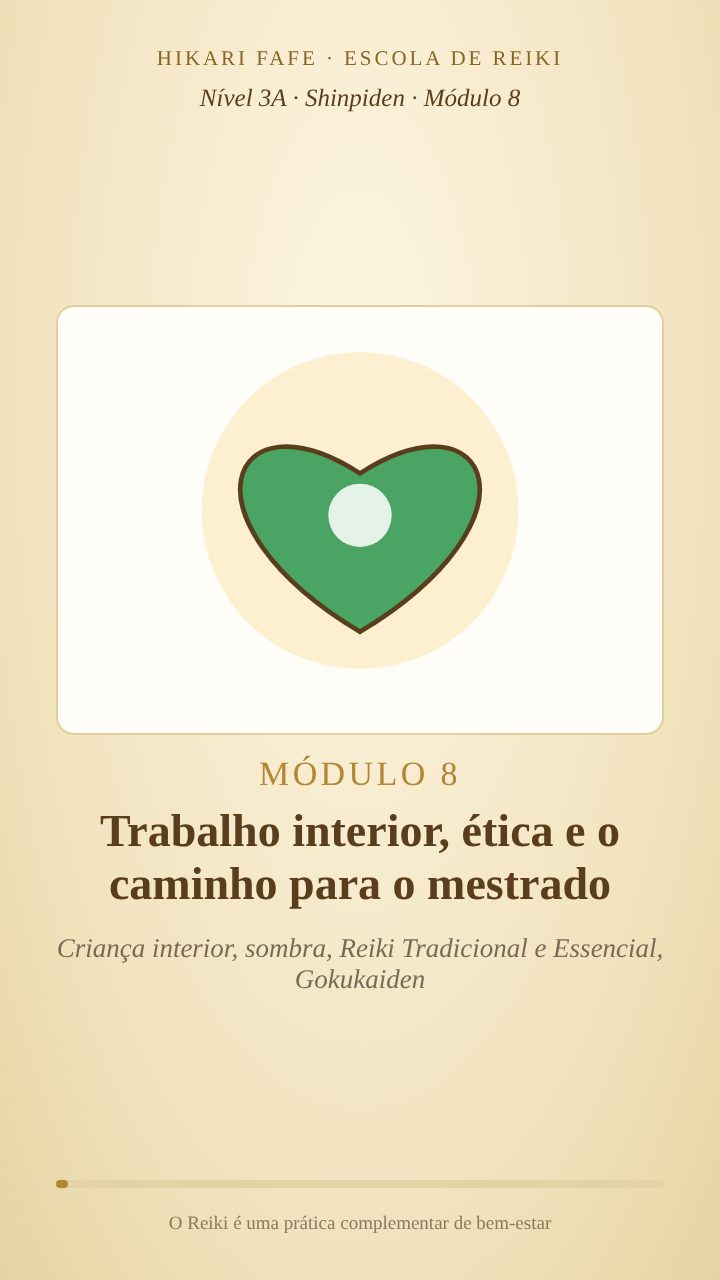 HIKARI FAFE · ESCOLA DE REIKI
Nível 3A · Shinpiden · Módulo 8
MÓDULO 8
Trabalho interior, ética e o
caminho para o mestrado
Criança interior, sombra, Reiki Tradicional e Essencial,
Gokukaiden
O Reiki é uma prática complementar de bem-estar